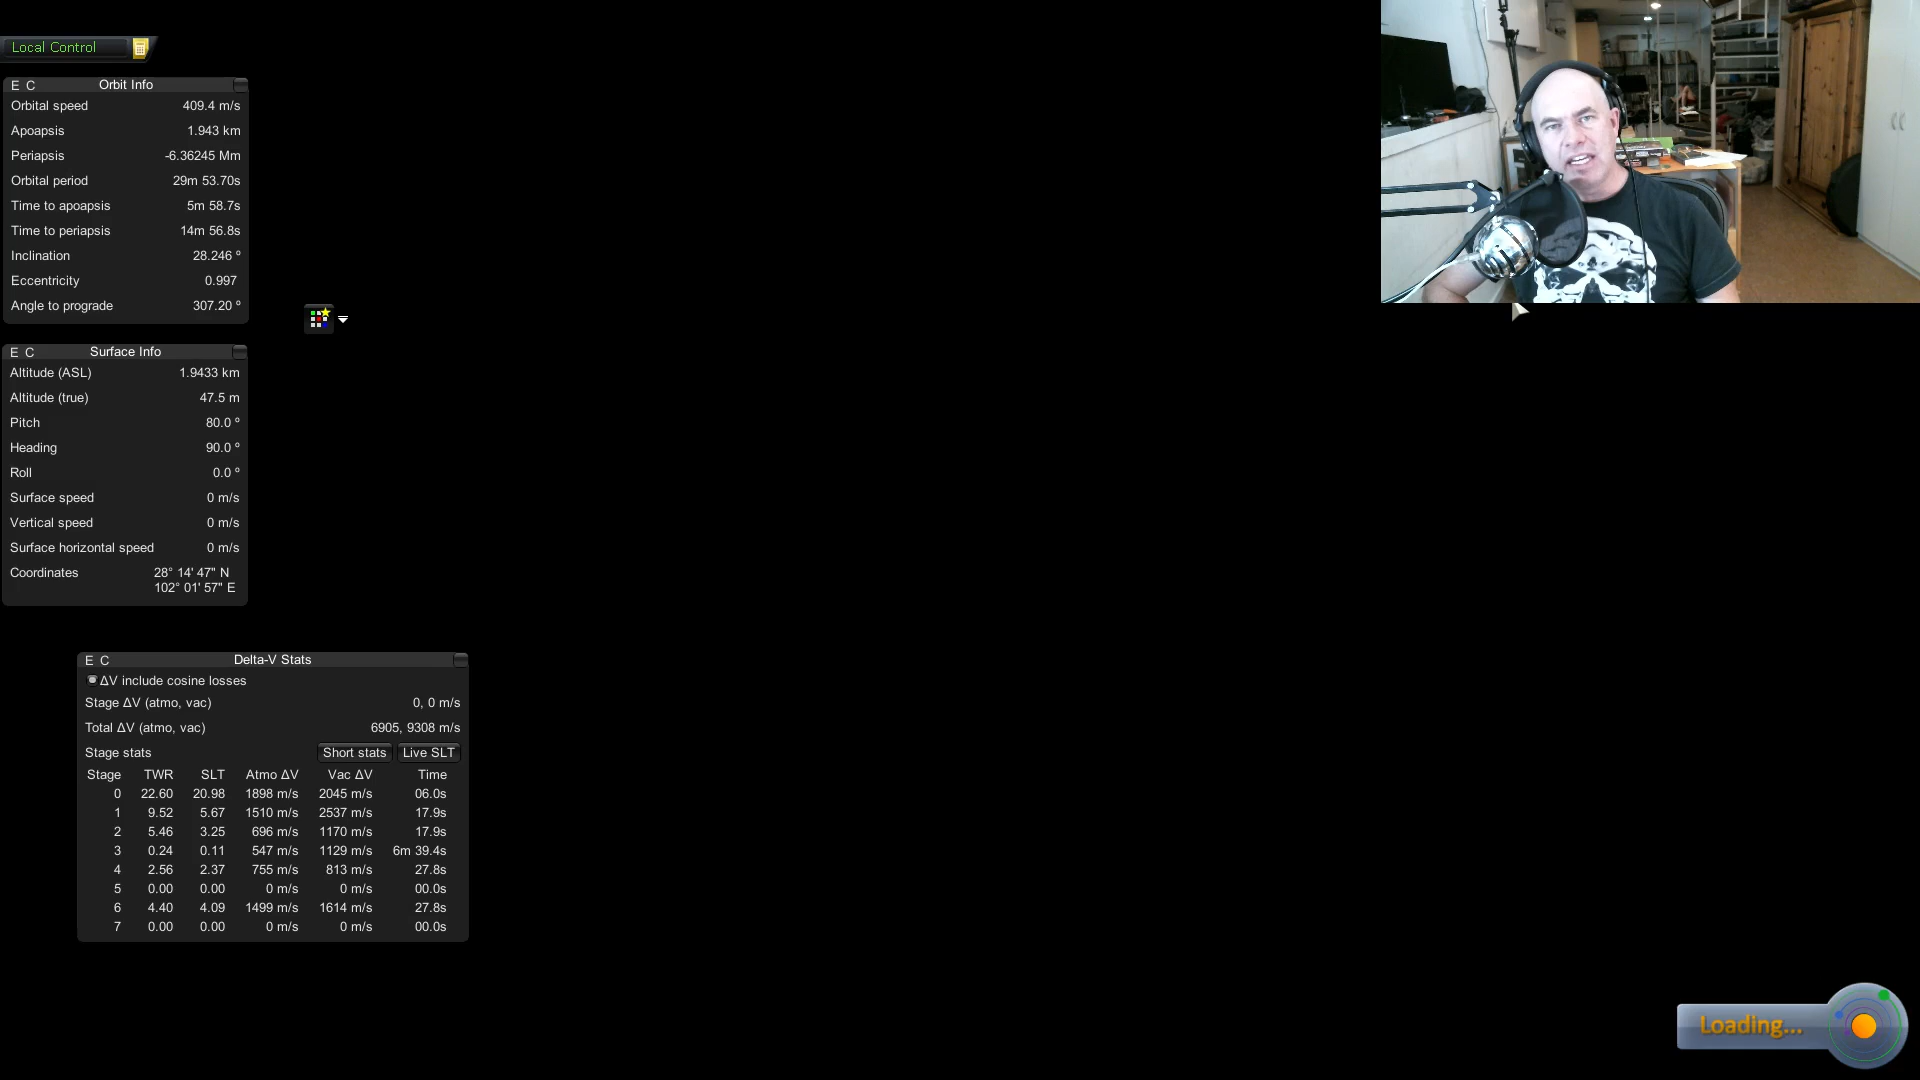 Local Control
E C Orbit Info
Orbital speed 409.4 m/s
Apoapsis 1.943 km
Periapsis -6.36245 Mm
Orbital period 29m 53.70s
Time to apoapsis 5m 58.7s
Time to periapsis 14m 56.8s
Inclination 28.246 º
Eccentricity 0.997
Angle to prograde 307.20 º
E C Surface Info
Altitude (ASL) 1.9433 km
Altitude (true) 47.5 m
Pitch 80.0 º
Heading 90.0 º
Roll 0.0 º
Surface speed 0 m/s
Vertical speed 0 m/s
Surface horizontal speed 0 m/s
Coordinates 28° 14' 47" N
102° 01' 57" E
E C Delta-V Stats
ΔV include cosine losses
Stage ΔV (atmo, vac) 0, 0 m/s
Total ΔV (atmo, vac) 6905, 9308 m/s
Stage stats Short stats Live SLT
Stage TWR SLT Atmo ΔV Vac ΔV Time
0 22.60 20.98 1898 m/s 2045 m/s 06.0s
1 9.52 5.67 1510 m/s 2537 m/s 17.9s
2 5.46 3.25 696 m/s 1170 m/s 17.9s
3 0.24 0.11 547 m/s 1129 m/s 6m 39.4s
4 2.56 2.37 755 m/s 813 m/s 27.8s
5 0.00 0.00 0 m/s 0 m/s 00.0s
6 4.40 4.09 1499 m/s 1614 m/s 27.8s
7 0.00 0.00 0 m/s 0 m/s 00.0s
Loading...